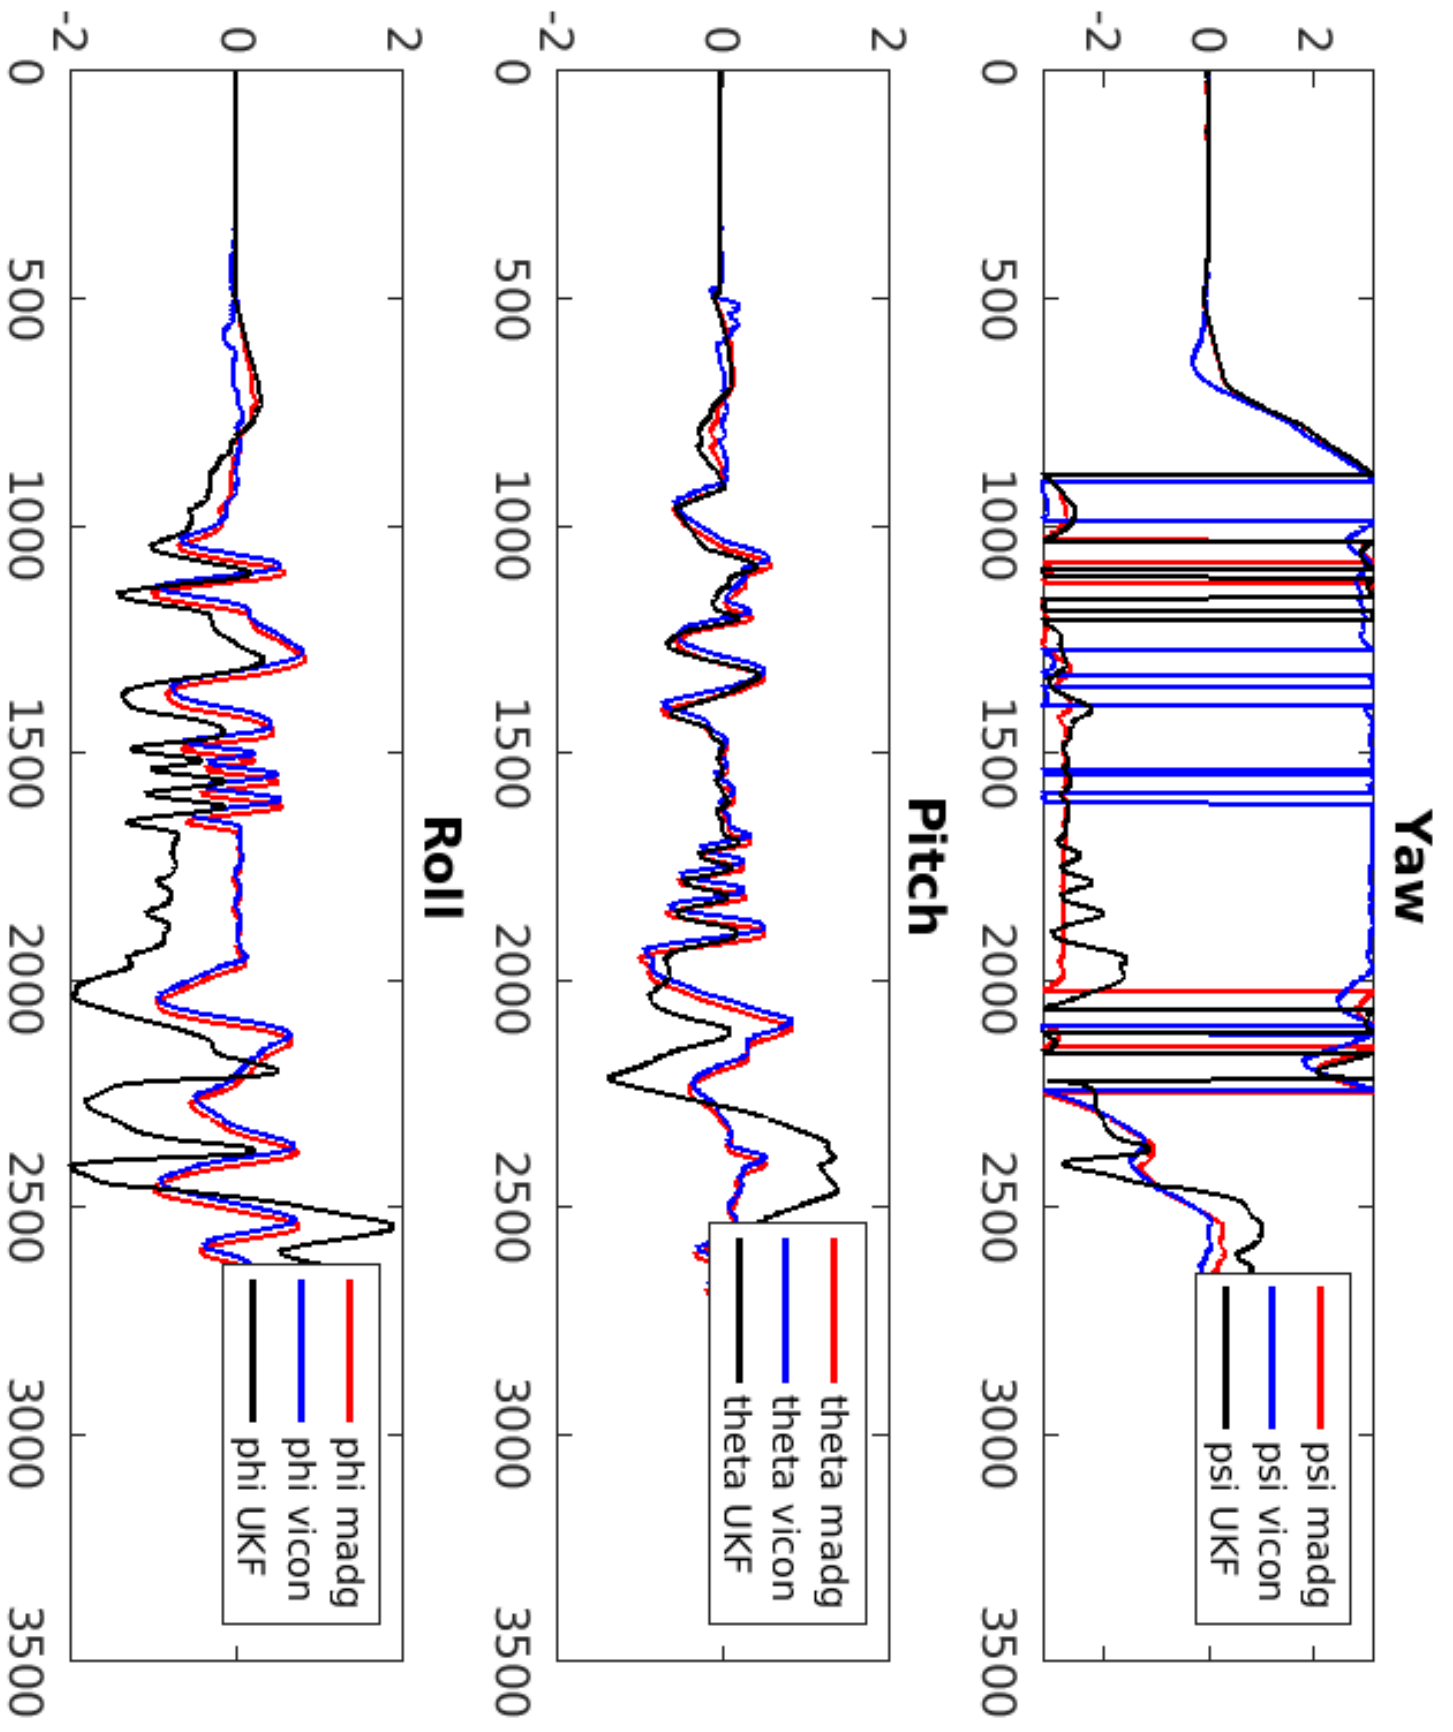 Yaw
2
0
-2
0 500 1000 1500 2000 2500 3000 3500
psi madg
psi vicon
psi UKF
Pitch
2
0
-2
0 500 1000 1500 2000 2500 3000 3500
theta madg
theta vicon
theta UKF
Roll
2
0
-2
0 500 1000 1500 2000 2500 3000 3500
phi madg
phi vicon
phi UKF